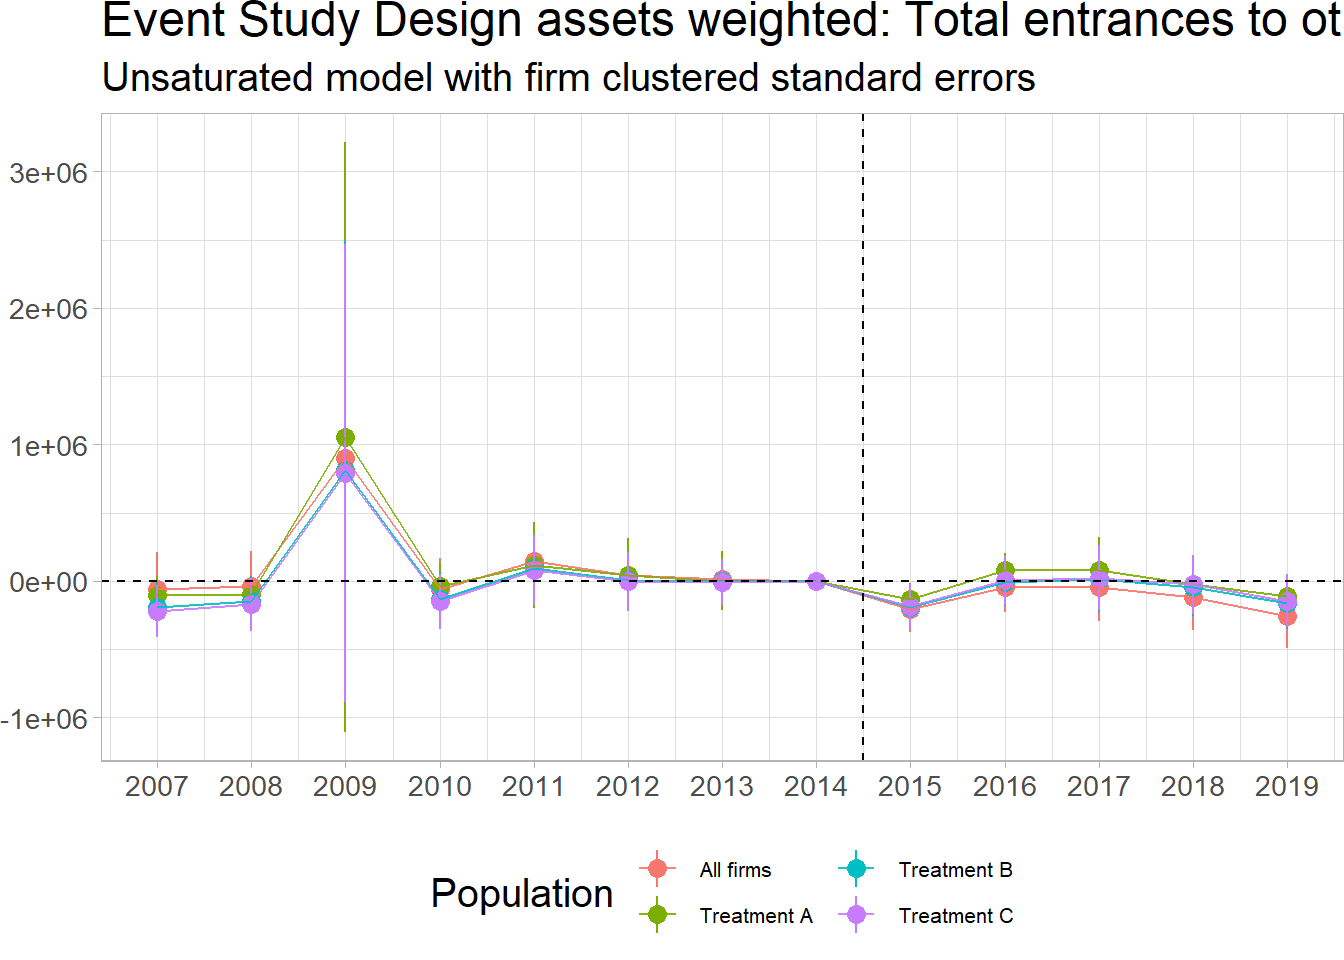 Event Study Design assets weighted: Total entrances to ot
Unsaturated model with firm clustered standard errors
3e+06
2e+06
1e+06
0e+00
-1e+06
2007 2008 2009 2010 2011 2012 2013 2014 2015 2016 2017 2018 2019
Population
All firms
Treatment B
Treatment A
Treatment C